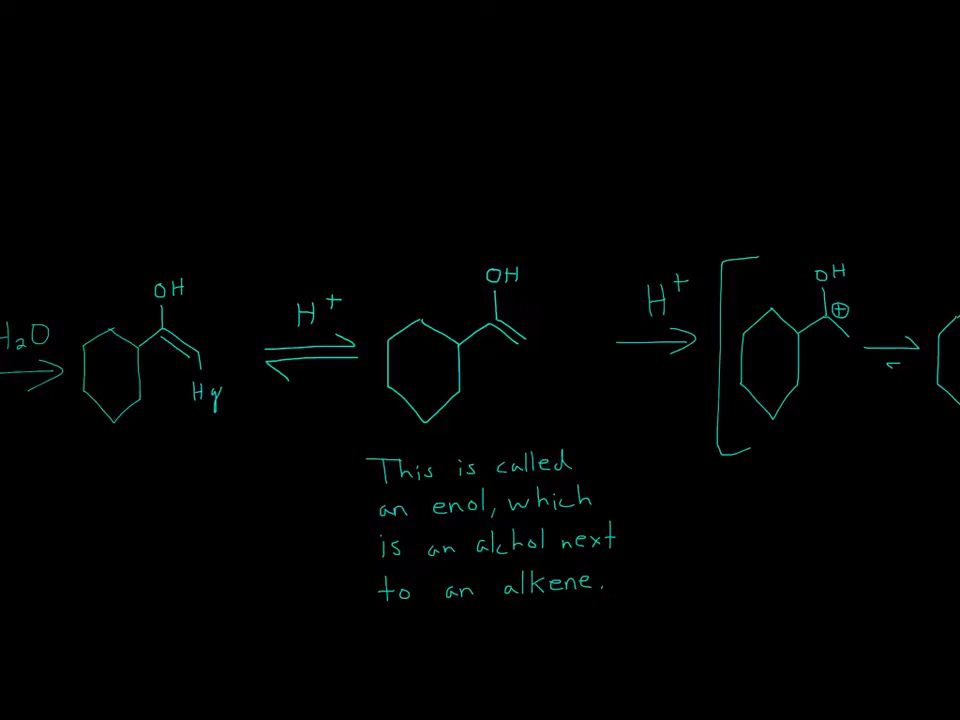 H₂O
OH
Hg
H⁺
OH
H⁺
OH
⊕
This is called
an enol, which
is an alchol next
to an alkene.